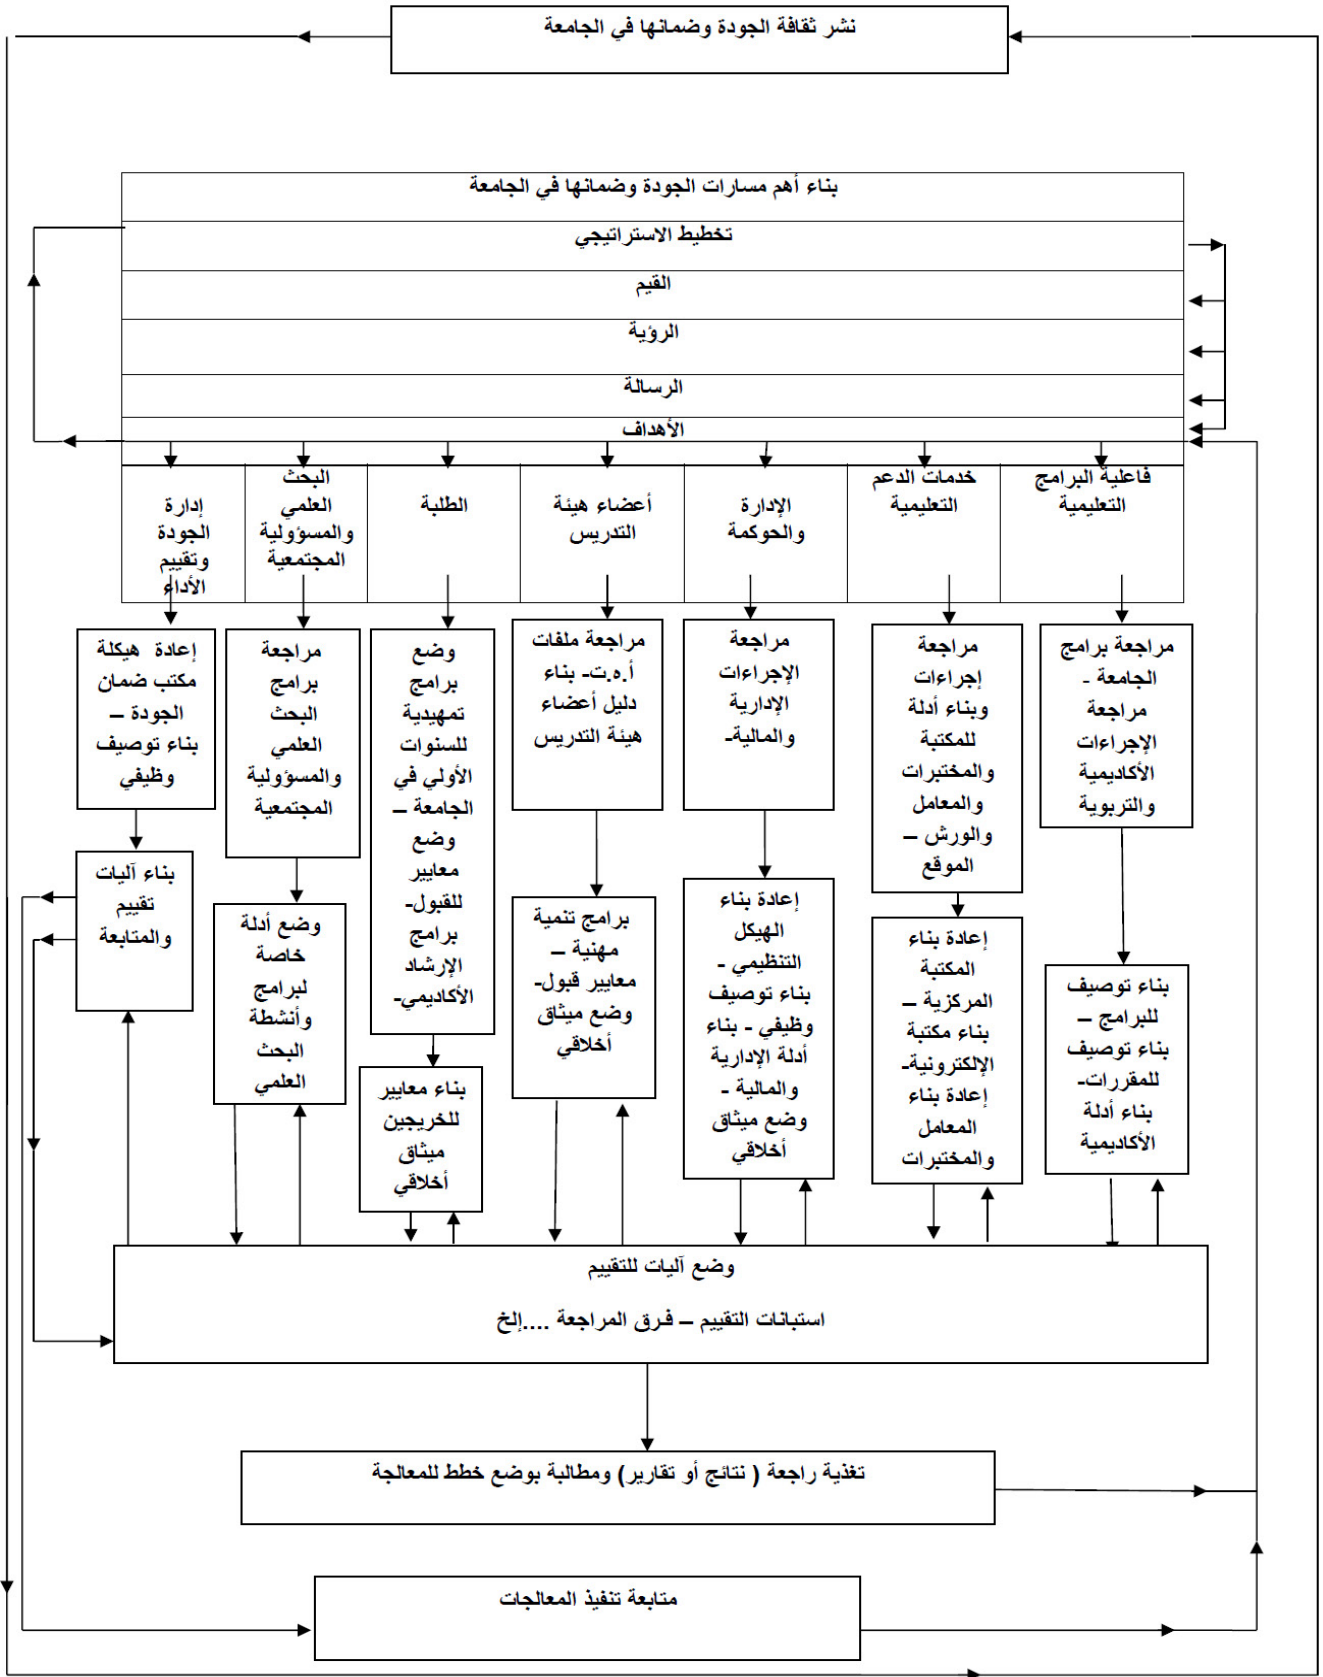 نشر ثقافة الجودة وضمانها في الجامعة
بناء أهم مسارات الجودة وضمانها في الجامعة
تخطيط الاستراتيجي
القيم
الرؤية
الرسالة
الأهداف
فاعلية البرامج
التعليمية
خدمات الدعم
التعليمية
الإدارة
والحوكمة
أعضاء هيئة
التدريس
الطلبة
البحث
العلمي
والمسؤولية
المجتمعية
إدارة
الجودة
وتقييم
الأداء
مراجعة برامج
الجامعة -
مراجعة
الإجراءات
الأكاديمية
والتربوية
مراجعة
إجراءات
وبناء أدلة
للمكتبة
والمختبرات
والمعامل
والورش –
الموقع
مراجعة
الإجراءات
الإدارية
والمالية-
مراجعة ملفات
أ.ه.ت- بناء
دليل أعضاء
هيئة التدريس
وضع
برامج
تمهيدية
للسنوات
الأولي في
الجامعة –
وضع
معايير
للقبول-
برامج
الإرشاد
الأكاديمي-
مراجعة
برامج
البحث
العلمي
والمسؤولية
المجتمعية
إعادة هيكلة
مكتب ضمان
الجودة –
بناء توصيف
وظيفي
بناء توصيف
للبرامج –
بناء توصيف
للمقررات-
بناء أدلة
الأكاديمية
إعادة بناء
المكتبة
المركزية –
بناء مكتبة
الإلكترونية-
إعادة بناء
المعامل
والمختبرات
إعادة بناء
الهيكل
التنظيمي -
بناء توصيف
وظيفي - بناء
أدلة الإدارية
والمالية -
وضع ميثاق
أخلاقي
برامج تنمية
مهنية –
معايير قبول-
وضع ميثاق
أخلاقي
بناء معايير
للخريجين
ميثاق
أخلاقي
وضع أدلة
خاصة
لبرامج
وأنشطة
البحث
العلمي
بناء آليات
تقييم
والمتابعة
وضع آليات للتقييم
استبانات التقييم – فرق المراجعة ....إلخ
تغذية راجعة ( نتائج أو تقارير) ومطالبة بوضع خطط للمعالجة
متابعة تنفيذ المعالجات